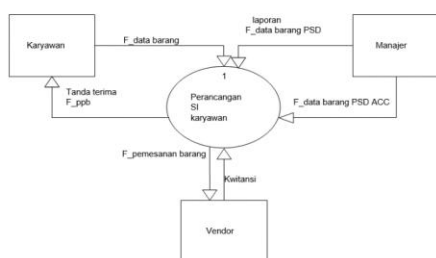 laporan
F_data barang PSD
Karyawan
F_data barang
Manajer
1
Tanda terima
F_ppb
Perancangan
SI
karyawan
F_data barang PSD ACC
F_pemesanan barang
Kwitansi
Vendor